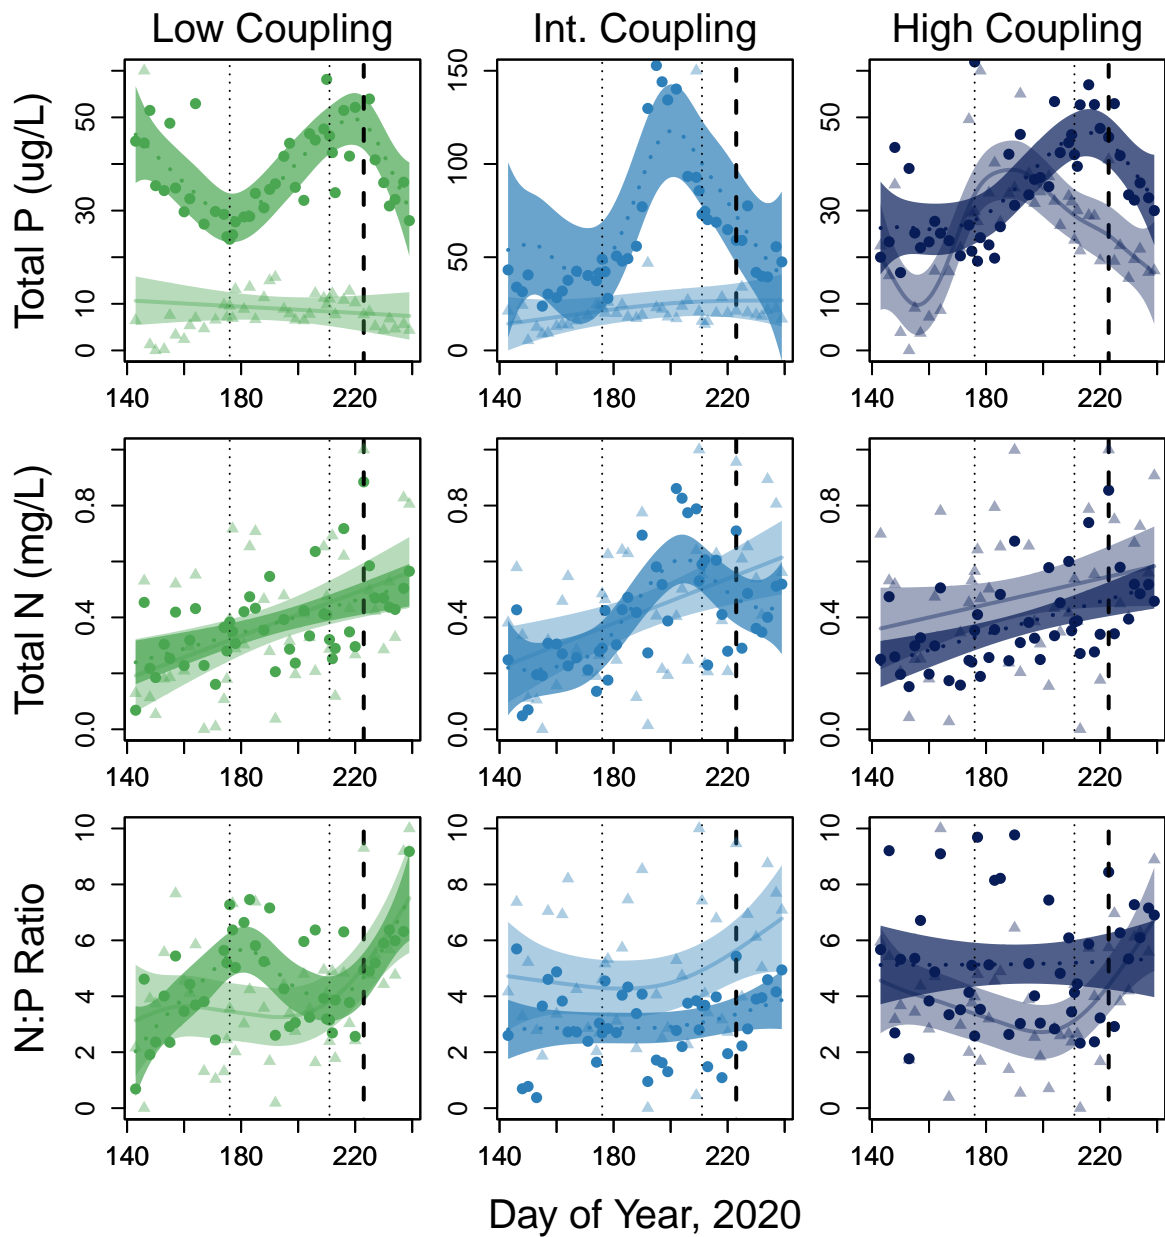 Low Coupling Int. Coupling High Coupling
Total P (ug/L)
0 10 30 50
0 50 100 150
0 10 30 50
140 180 220 140 180 220 140 180 220
Total N (mg/L)
0.0 0.4 0.8
0.0 0.4 0.8
0.0 0.4 0.8
140 180 220 140 180 220 140 180 220
N:P Ratio
0 2 4 6 8 10
0 2 4 6 8 10
0 2 4 6 8 10
140 180 220 140 180 220 140 180 220
Day of Year, 2020